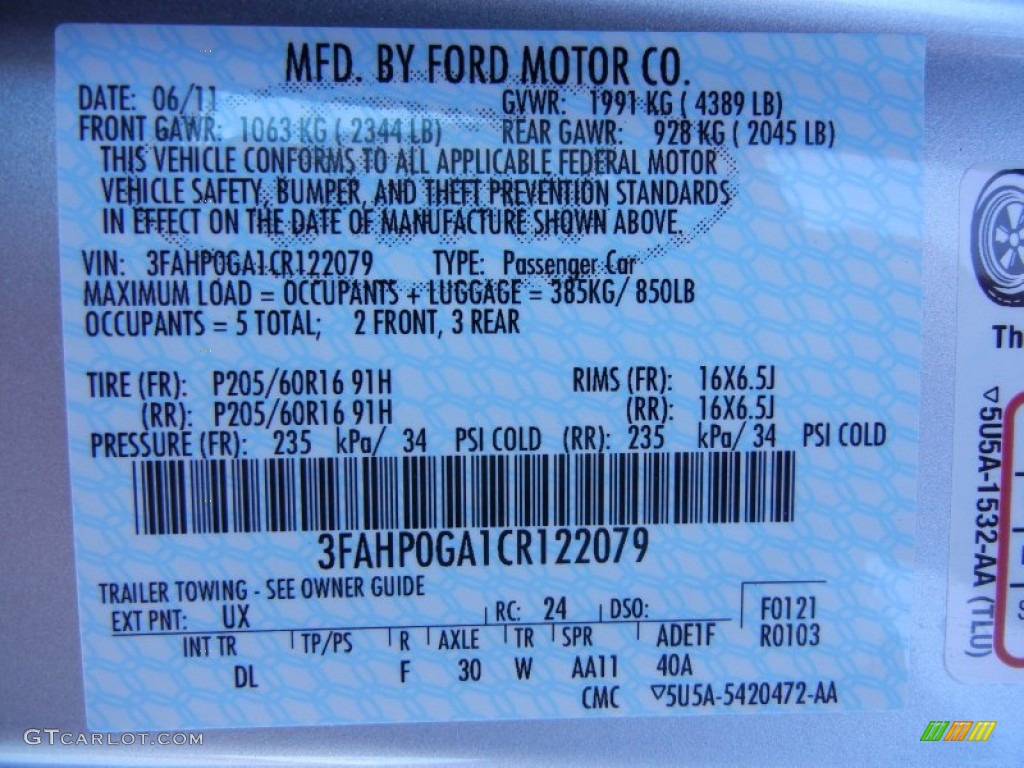 MFD. BY FORD MOTOR CO.
DATE: 06/11 GVWR: 1991 KG ( 4389 LB)
FRONT GAWR: 1063 KG ( 2344 LB) REAR GAWR: 928 KG ( 2045 LB)
THIS VEHICLE CONFORMS TO ALL APPLICABLE FEDERAL MOTOR
VEHICLE SAFETY, BUMPER, AND THEFT PREVENTION STANDARDS
IN EFFECT ON THE DATE OF MANUFACTURE SHOWN ABOVE.
VIN: 3FAHP0GA1CR122079 TYPE: Passenger Car
MAXIMUM LOAD = OCCUPANTS + LUGGAGE = 385KG/ 850LB
OCCUPANTS = 5 TOTAL; 2 FRONT, 3 REAR
TIRE (FR): P205/60R16 91H RIMS (FR): 16X6.5J
(RR): P205/60R16 91H (RR): 16X6.5J
PRESSURE (FR): 235 kPa/ 34 PSI COLD (RR): 235 kPa/ 34 PSI COLD
3FAHP0GA1CR122079
TRAILER TOWING - SEE OWNER GUIDE
EXT PNT: UX RC: 24 DSO: F0121
INT TR TP/PS R AXLE TR SPR ADE1F R0103
DL F 30 W AA11 40A
CMC ▽5U5A-5420472-AA
Th
▽5U5A-1532-AA (TLU)
GTCARLOT.COM